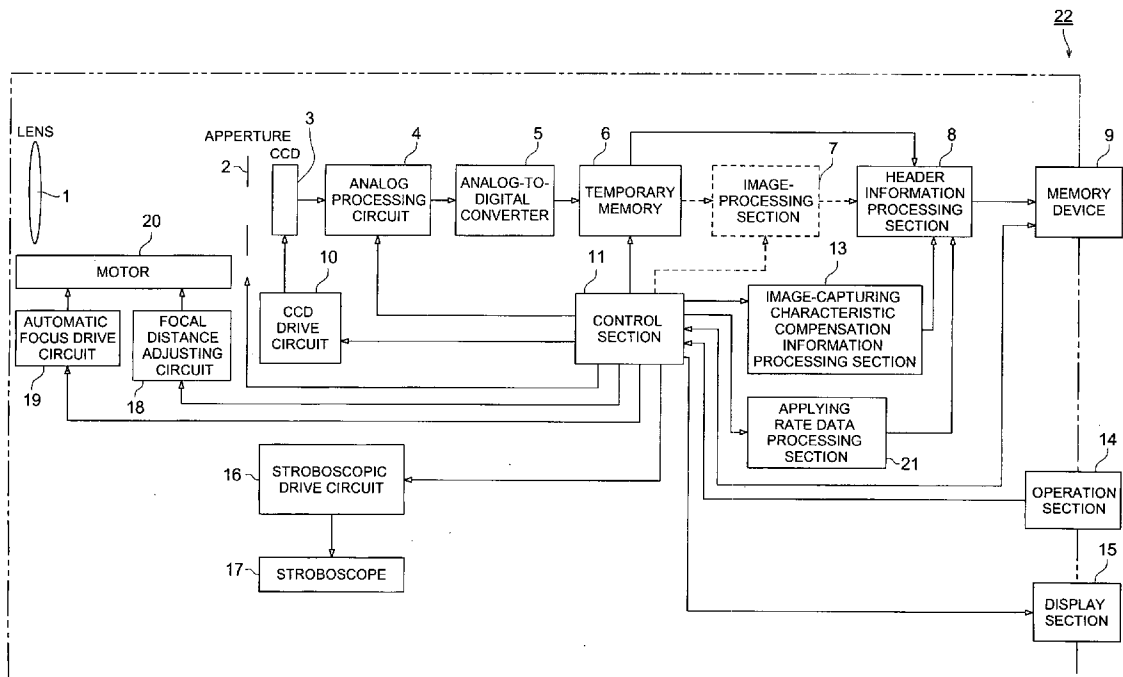 22
LENS
1
APPERTURE
2
CCD
3
4
ANALOG
PROCESSING
CIRCUIT
5
ANALOG-TO-
DIGITAL
CONVERTER
6
TEMPORARY
MEMORY
7
IMAGE-
PROCESSING
SECTION
8
HEADER
INFORMATION
PROCESSING
SECTION
9
MEMORY
DEVICE
20
MOTOR
10
CCD
DRIVE
CIRCUIT
11
CONTROL
SECTION
13
IMAGE-CAPTURING
CHARACTERISTIC
COMPENSATION
INFORMATION
PROCESSING SECTION
AUTOMATIC
FOCUS DRIVE
CIRCUIT
19
FOCAL
DISTANCE
ADJUSTING
CIRCUIT
18
APPLYING
RATE DATA
PROCESSING
SECTION
21
16
STROBOSCOPIC
DRIVE CIRCUIT
14
OPERATION
SECTION
17
STROBOSCOPE
15
DISPLAY
SECTION